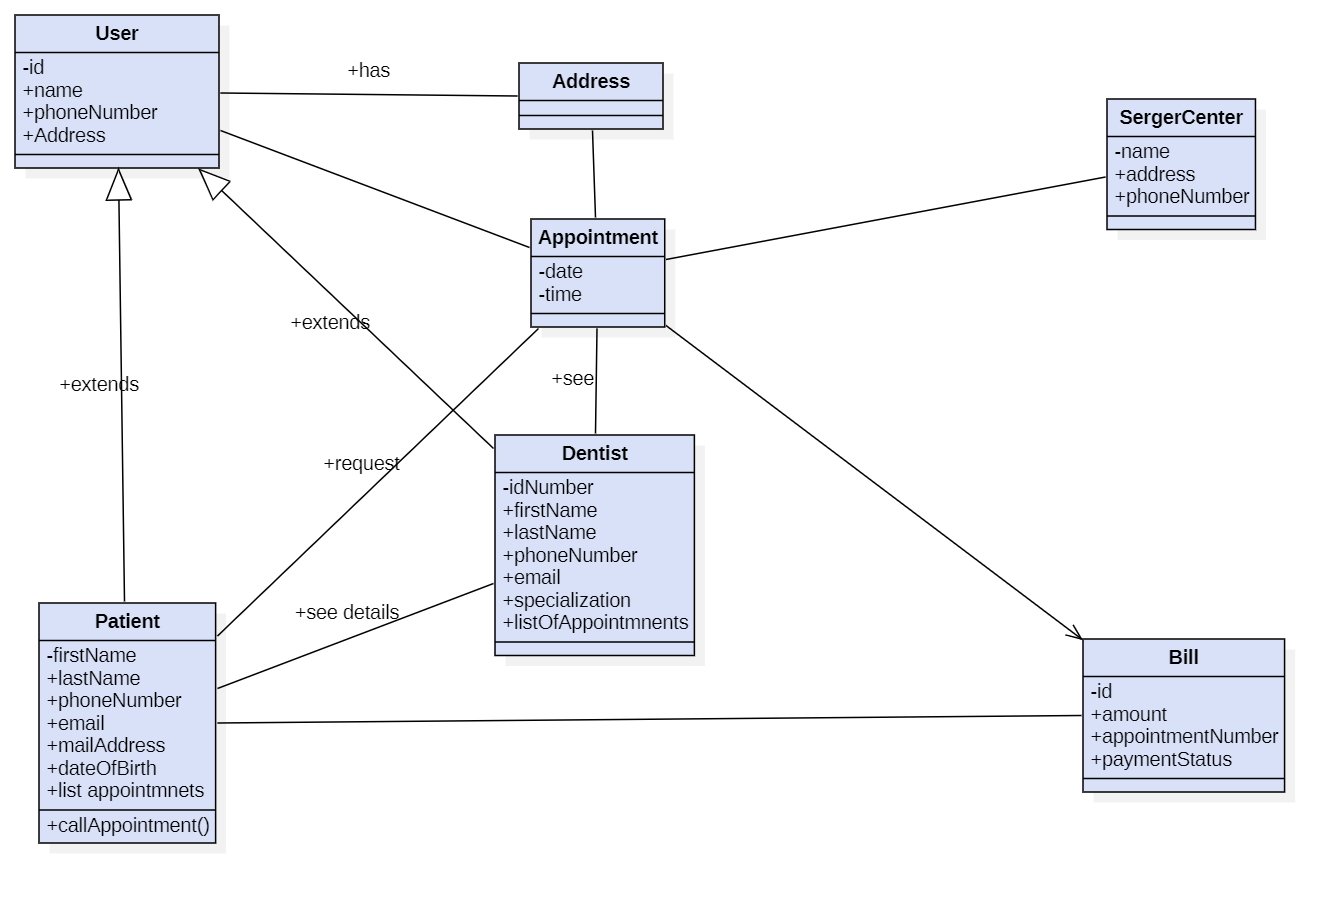 User
-id
+name
+phoneNumber
+Address
+has
Address
SergerCenter
-name
+address
+phoneNumber
Appointment
-date
-time
+extends
+extends
+see
+request
Dentist
-idNumber
+firstName
+lastName
+phoneNumber
+email
+specialization
+listOfAppointmnents
+see details
Patient
-firstName
+lastName
+phoneNumber
+email
+mailAddress
+dateOfBirth
+list appointmnets
+callAppointment()
Bill
-id
+amount
+appointmentNumber
+paymentStatus